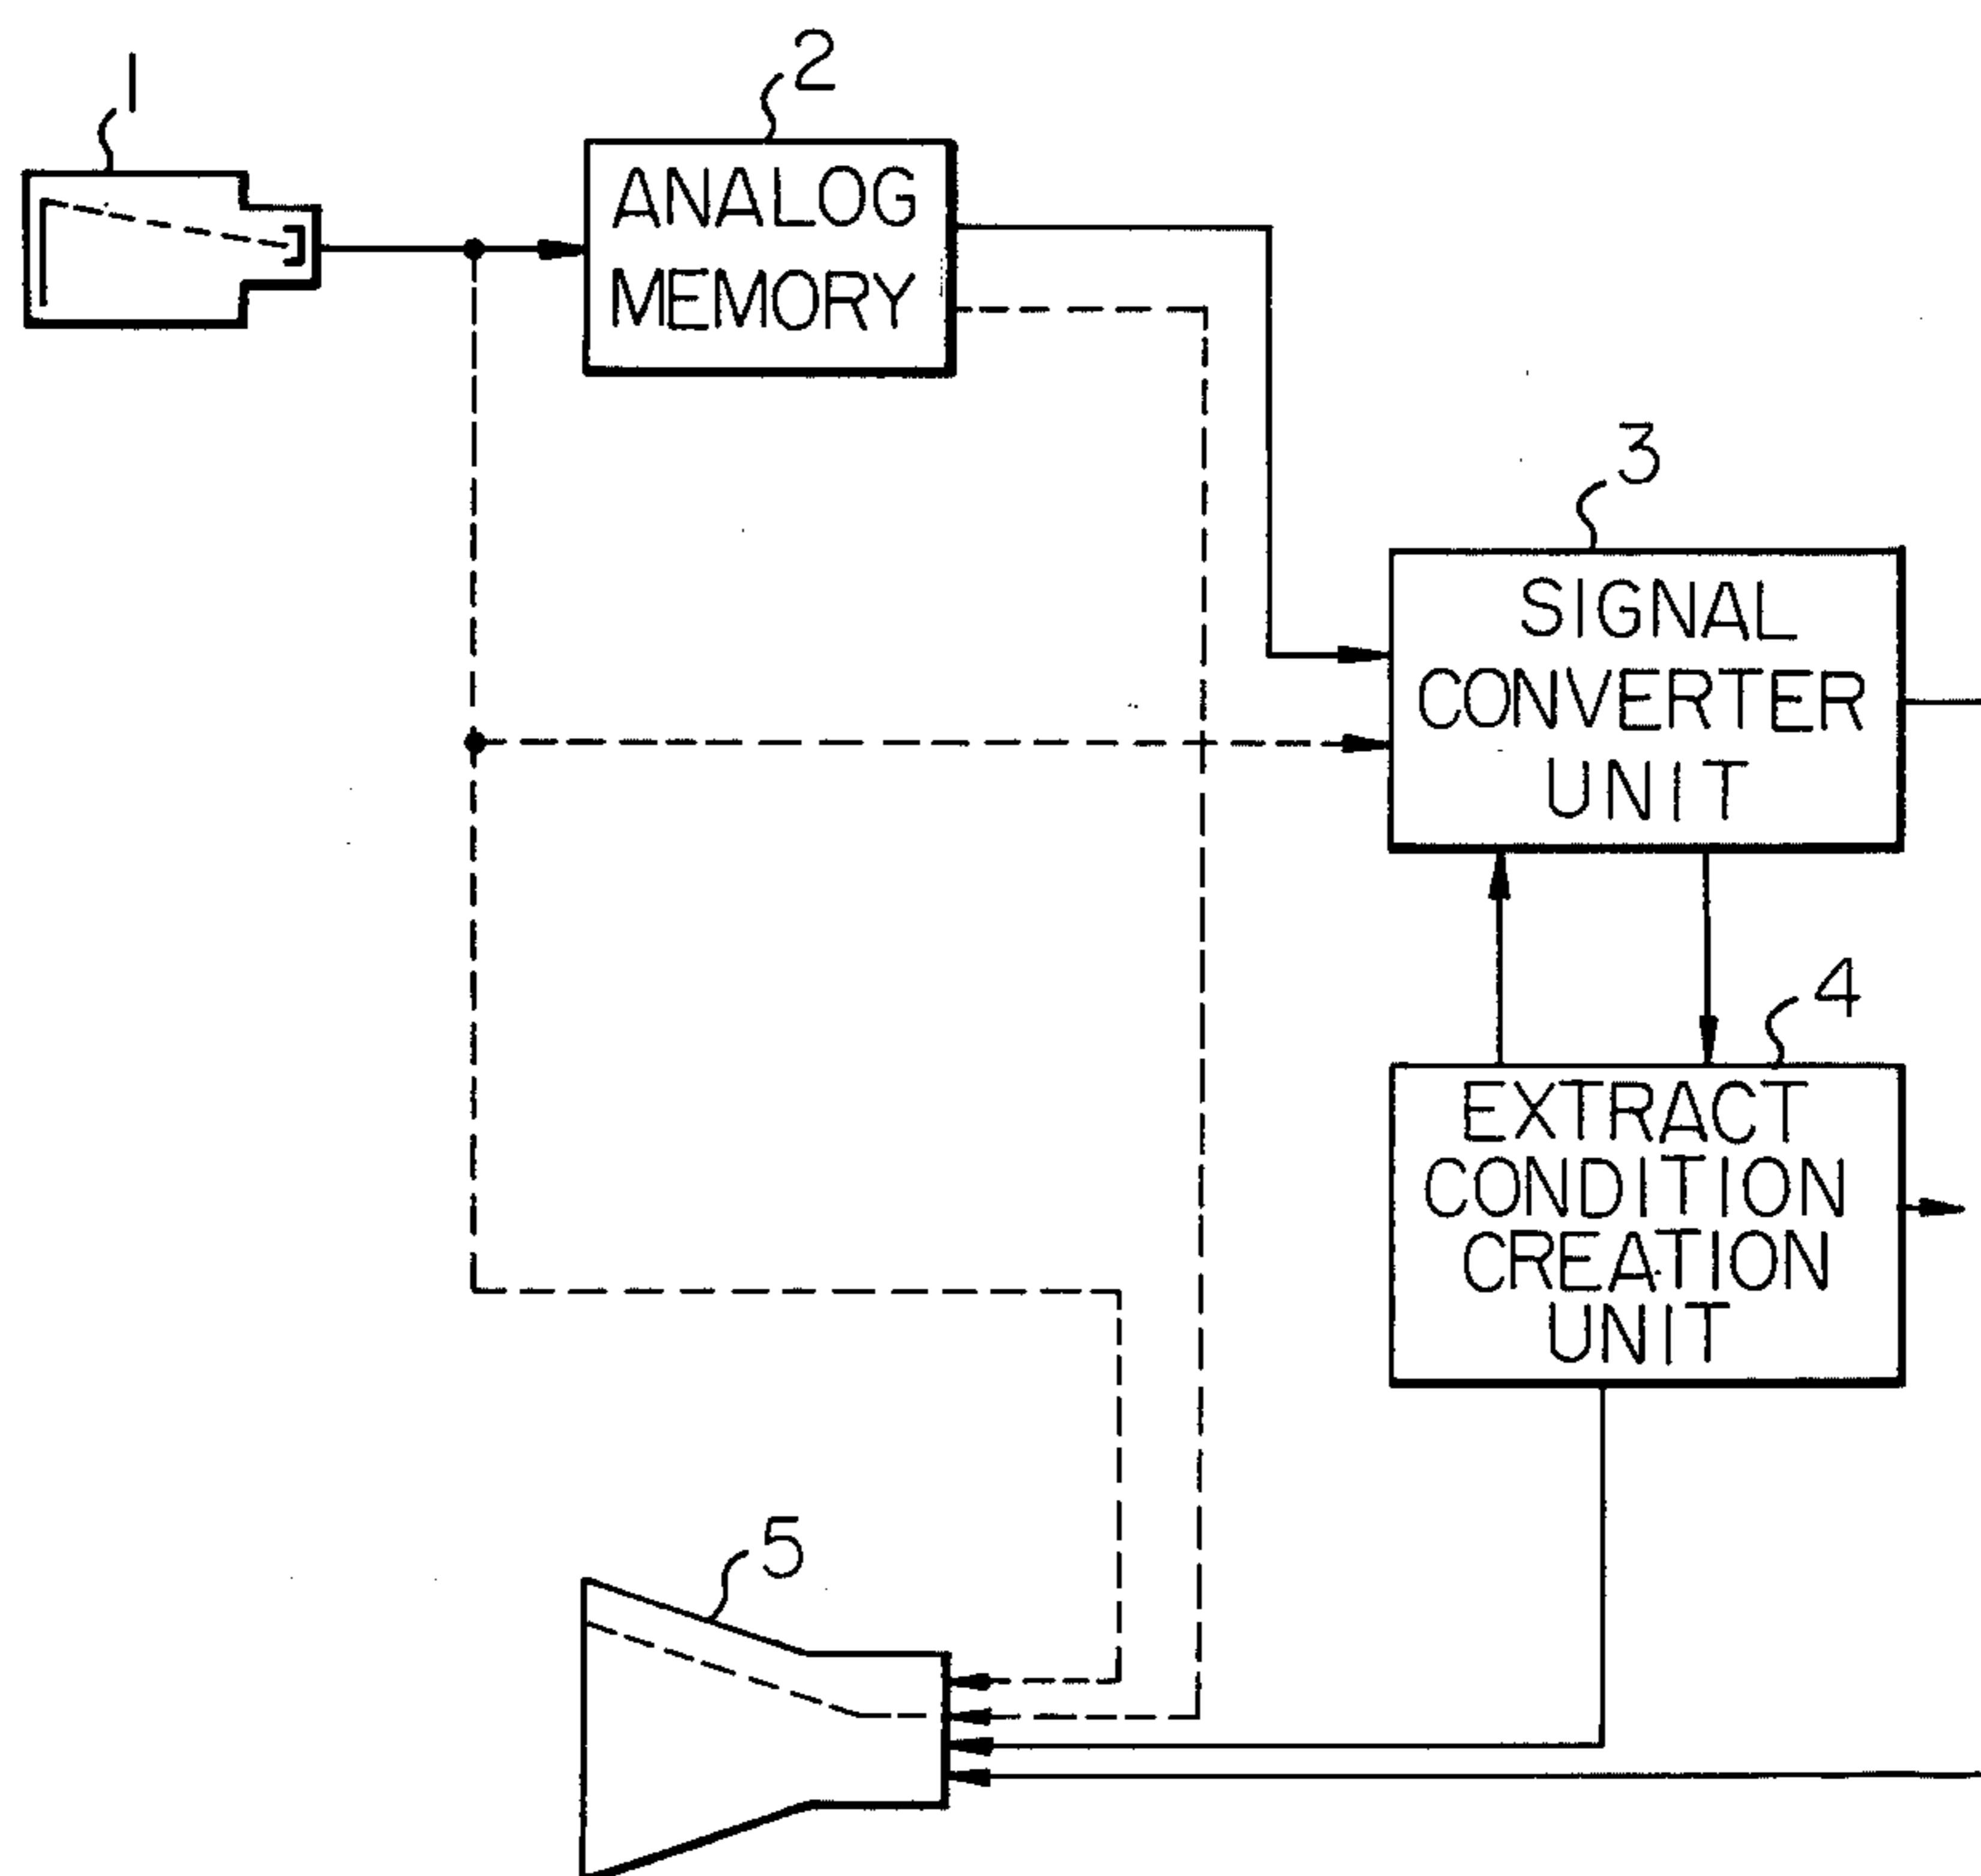 1
2
ANALOG
MEMORY
3
SIGNAL
CONVERTER
UNIT
4
EXTRACT
CONDITION
CREATION
UNIT
5